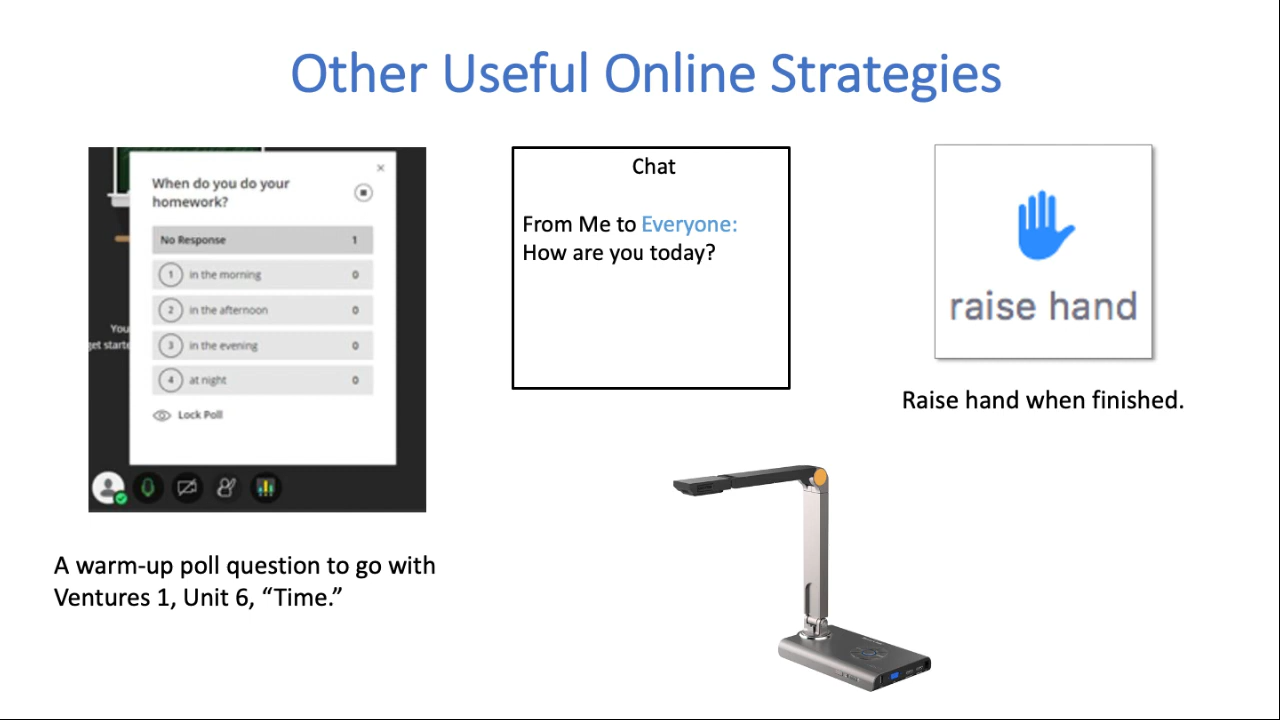 Other Useful Online Strategies
When do you do your
homework?
No Response 1
1 in the morning 0
2 in the afternoon 0
3 in the evening 0
4 at night 0
Lock Poll
You
get starte
A warm-up poll question to go with
Ventures 1, Unit 6, “Time.”
Chat
From Me to Everyone:
How are you today?
raise hand
Raise hand when finished.